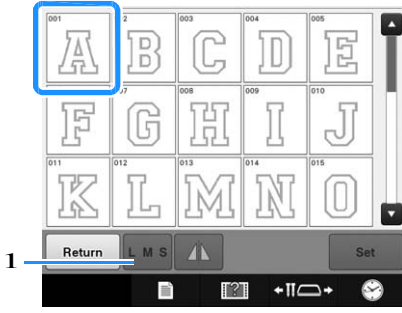 001 2 003 004 005
A B C D E
7 008 009 010
F G H I J
011 012 013 014 015
K L M N O
1 Return L M S Set